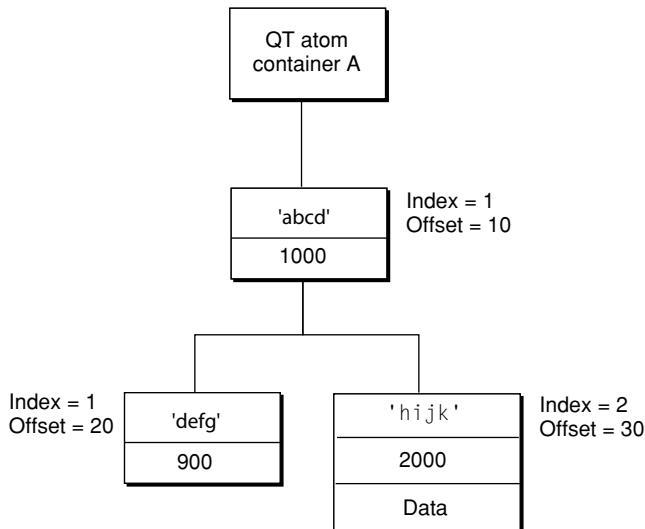 QT atom
container A
'abcd'
1000
Index = 1
Offset = 10
Index = 1
Offset = 20
'defg'
900
'hijk'
2000
Data
Index = 2
Offset = 30